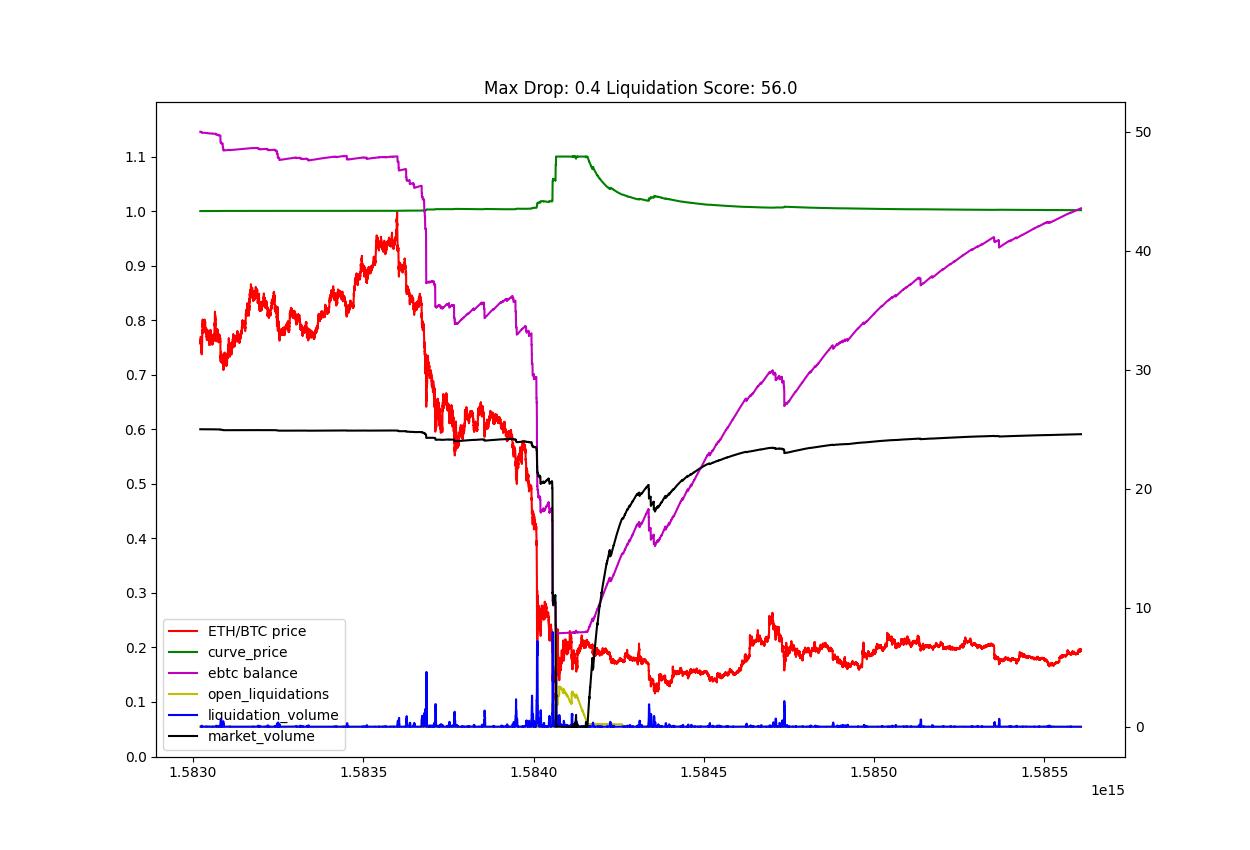 Max Drop: 0.4 Liquidation Score: 56.0
1.1
1.0
0.9
0.8
0.7
0.6
0.5
0.4
0.3
0.2
0.1
0.0
50
40
30
20
10
0
ETH/BTC price
curve_price
ebtc balance
open_liquidations
liquidation_volume
market_volume
1.5830 1.5835 1.5840 1.5845 1.5850 1.5855
1e15